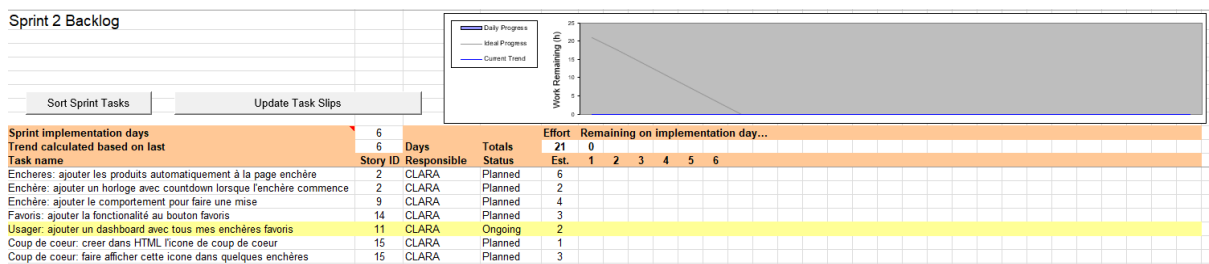 Sprint 2 Backlog
Daily Progress
Ideal Progress
Current Trend
Work Remaining (h)
25
20
15
10
5
0
Sort Sprint Tasks Update Task Slips
Sprint implementation days 6 Effort Remaining on implementation day...
Trend calculated based on last 6 Days Totals 21 0
Task name Story ID Responsible Status Est. 1 2 3 4 5 6
Encheres: ajouter les produits automatiquement à la page enchère 2 CLARA Planned 6
Enchère: ajouter un horloge avec countdown lorsque l'enchère commence 2 CLARA Planned 2
Enchère: ajouter le comportement pour faire une mise 9 CLARA Planned 4
Favoris: ajouter la fonctionalité au bouton favoris 14 CLARA Planned 3
Usager: ajouter un dashboard avec tous mes enchères favoris 11 CLARA Ongoing 2
Coup de coeur: creer dans HTML l'icone de coup de coeur 15 CLARA Planned 1
Coup de coeur: faire afficher cette icone dans quelques enchères 15 CLARA Planned 3